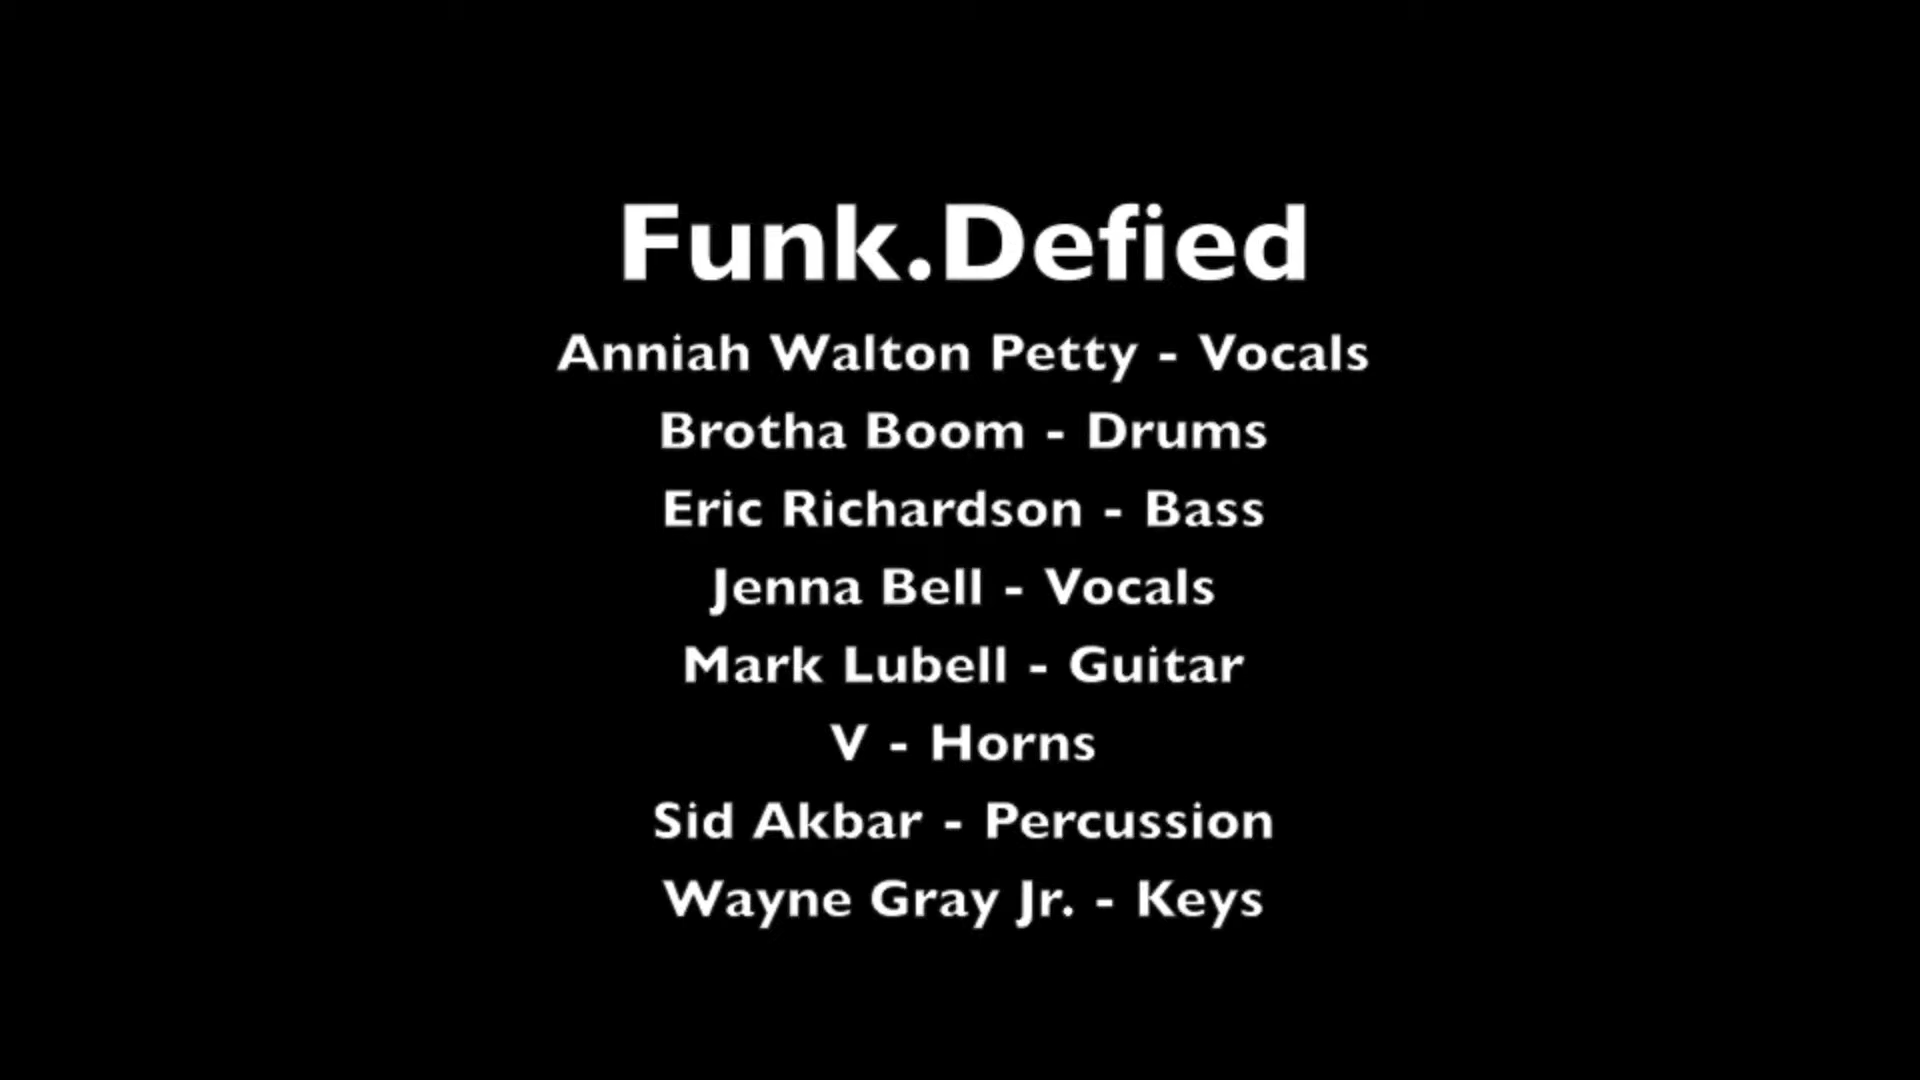 Funk.Defied
Anniah Walton Petty - Vocals
Brotha Boom - Drums
Eric Richardson - Bass
Jenna Bell - Vocals
Mark Lubell - Guitar
V - Horns
Sid Akbar - Percussion
Wayne Gray Jr. - Keys